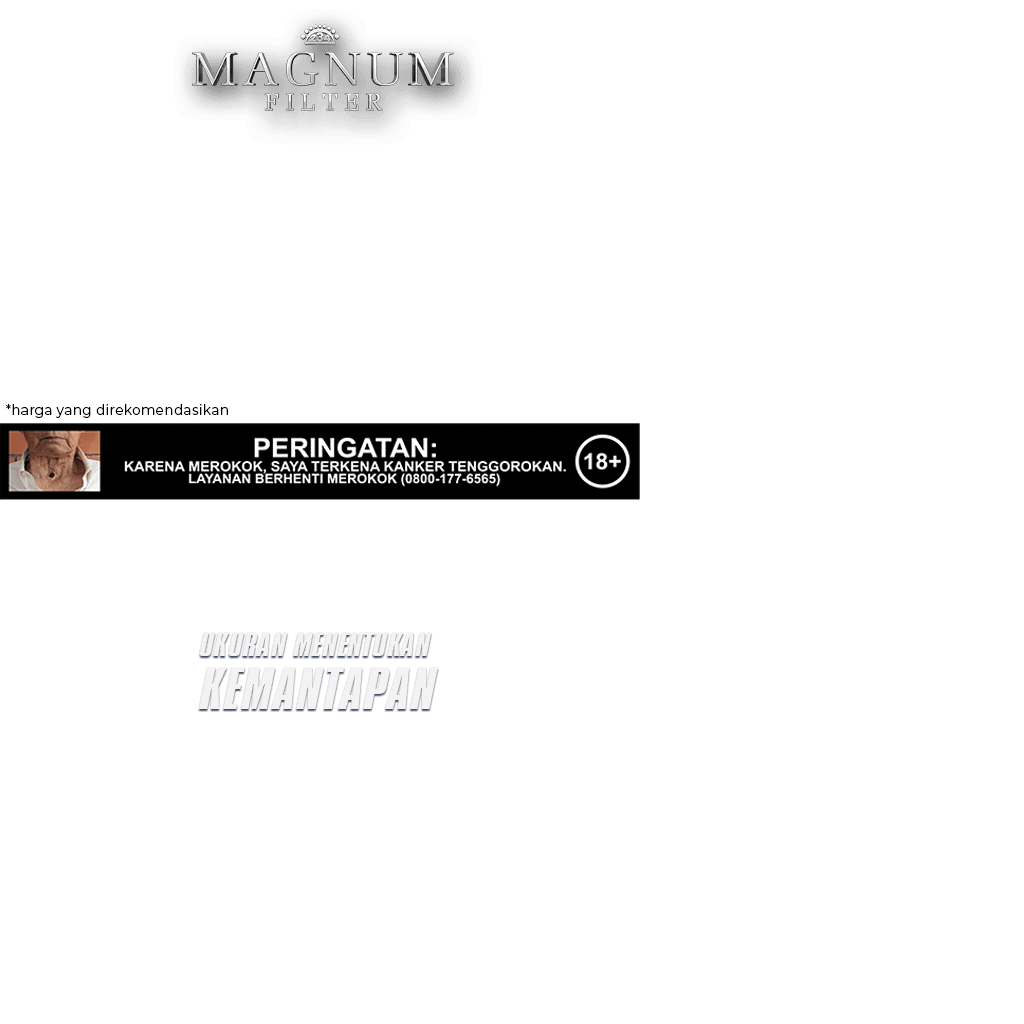 234
MAGNUM
FILTER
*harga yang direkomendasikan
PERINGATAN:
KARENA MEROKOK, SAYA TERKENA KANKER TENGGOROKAN.
LAYANAN BERHENTI MEROKOK (0800-177-6565)
18+
UKURAN MENENTUKAN
KEMANTAPAN